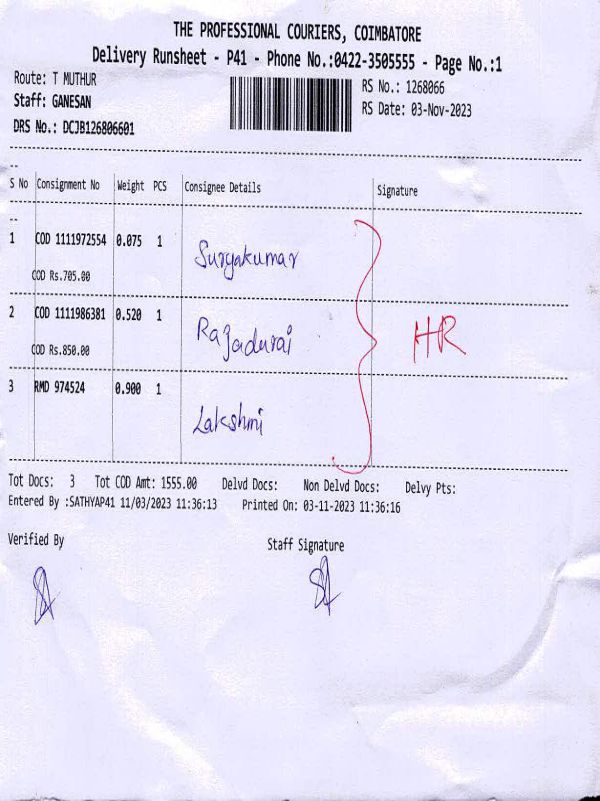 THE PROFESSIONAL COURIERS, COIMBATORE
Delivery Runsheet - P41 - Phone No.:0422-3505555 - Page No.:1
Route: T MUTHUR
RS No.: 1268066
Staff: GANESAN
RS Date: 03-Nov-2023
DRS No.: DCJB126806601
--
S No Consignment No Weight PCS Consignee Details Signature
--
1 COD 1111972554 0.075 1 Suryakumar
COD Rs.705.00
2 COD 1111986381 0.520 1 Rajadurai HR
COD Rs.850.00
3 RMD 974524 0.900 1 Lakshmi
Tot Docs: 3 Tot COD Amt: 1555.00 Delvd Docs: Non Delvd Docs: Delvy Pts:
Entered By :SATHYAP41 11/03/2023 11:36:13 Printed On: 03-11-2023 11:36:16
Verified By Staff Signature